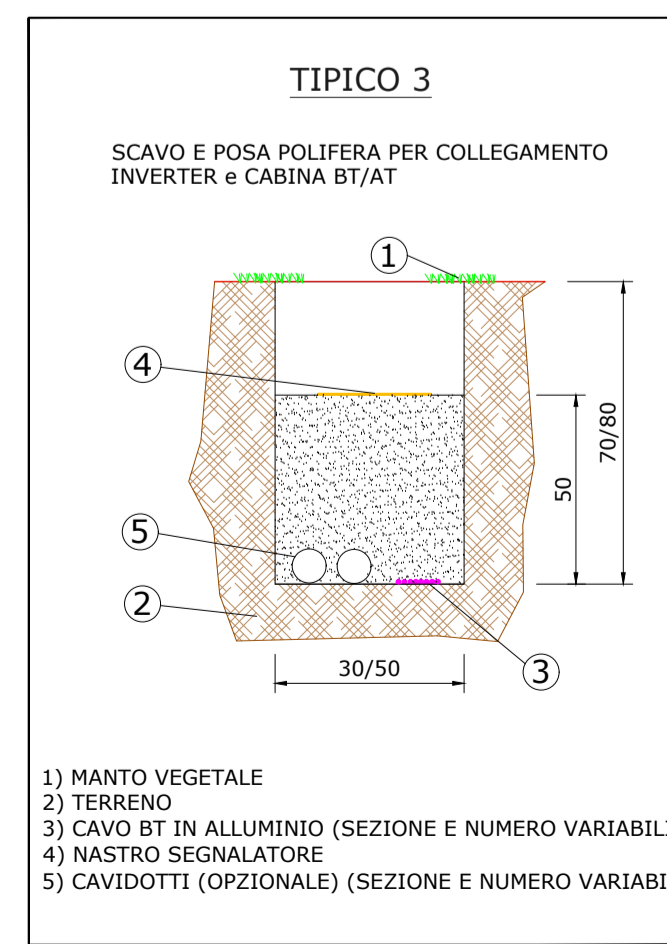 TIPICO 3
SCAVO E POSA POLIFERA PER COLLEGAMENTO
INVERTER e CABINA BT/AT
1
4
5
2
3
50
70/80
30/50
1) MANTO VEGETALE
2) TERRENO
3) CAVO BT IN ALLUMINIO (SEZIONE E NUMERO VARIABILI
4) NASTRO SEGNALATORE
5) CAVIDOTTI (OPZIONALE) (SEZIONE E NUMERO VARIABI